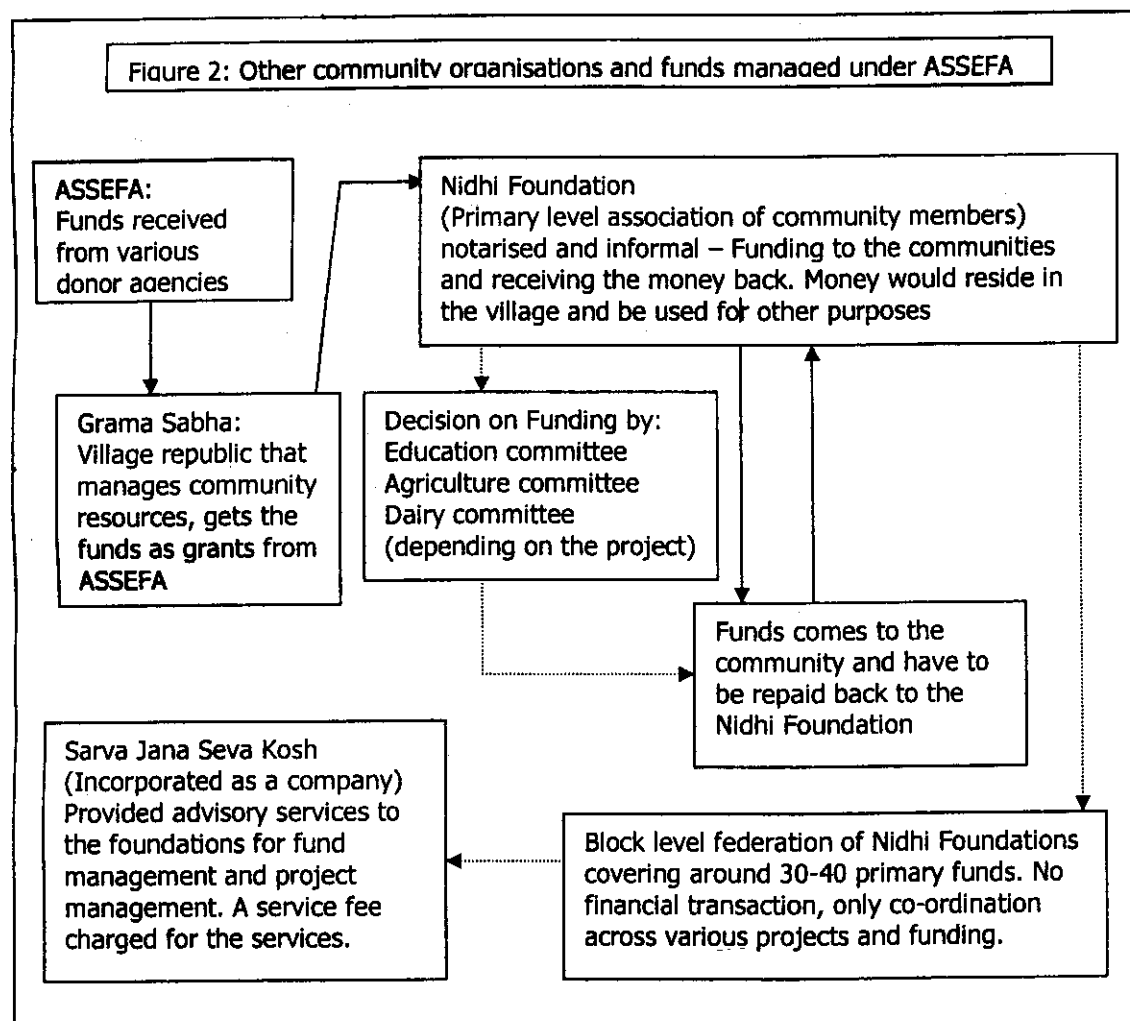 Figure 2: Other community organisations and funds managed under ASSEFA
ASSEFA:
Funds received
from various
donor agencies
Nidhi Foundation
(Primary level association of community members)
notarised and informal – Funding to the communities
and receiving the money back. Money would reside in
the village and be used for other purposes
Grama Sabha:
Village republic that
manages community
resources, gets the
funds as grants from
ASSEFA
Decision on Funding by:
Education committee
Agriculture committee
Dairy committee
(depending on the project)
Funds comes to the
community and have to
be repaid back to the
Nidhi Foundation
Sarva Jana Seva Kosh
(Incorporated as a company)
Provided advisory services to
the foundations for fund
management and project
management. A service fee
charged for the services.
Block level federation of Nidhi Foundations
covering around 30-40 primary funds. No
financial transaction, only co-ordination
across various projects and funding.